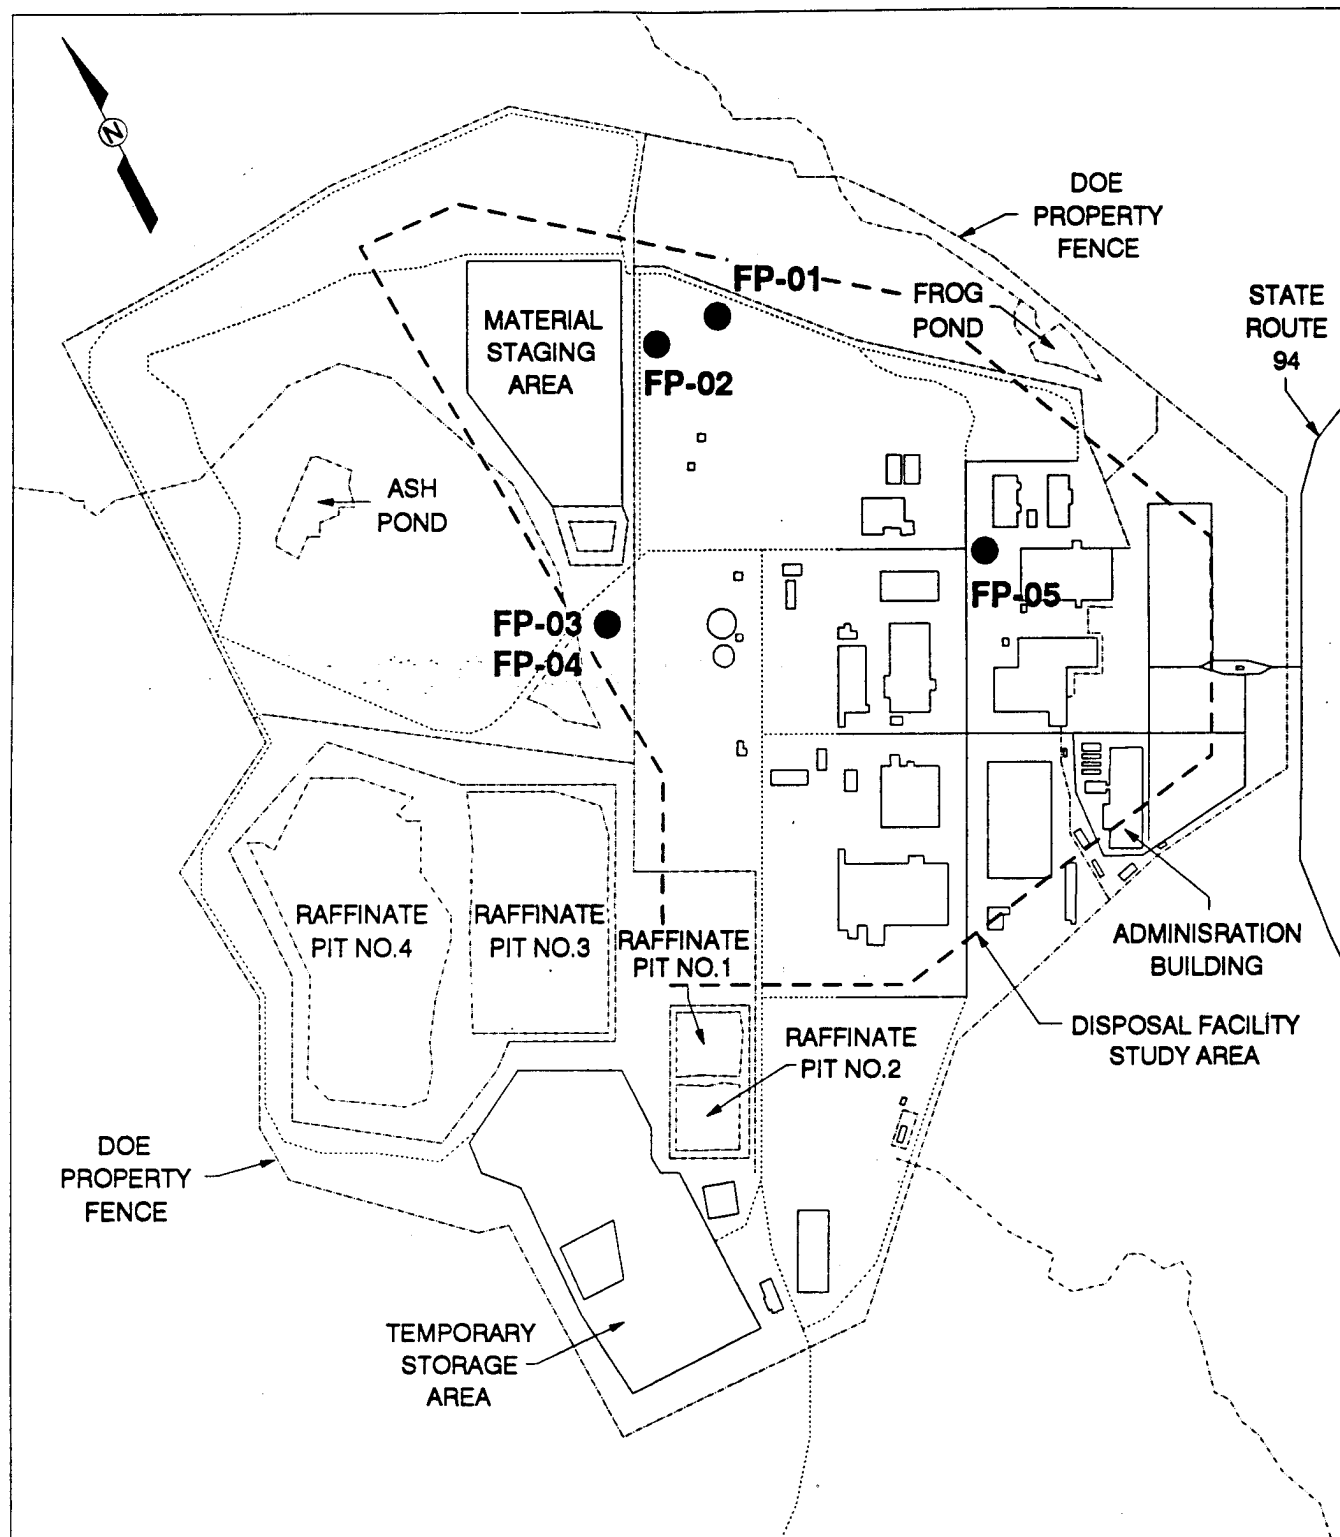 N
DOE
PROPERTY
FENCE
FP-01
FROG
POND
STATE
ROUTE
94
MATERIAL
STAGING
AREA
FP-02
ASH
POND
FP-05
FP-03
FP-04
RAFFINATE
PIT NO.4
RAFFINATE
PIT NO.3
RAFFINATE
PIT NO.1
ADMINISRATION
BUILDING
RAFFINATE
PIT NO.2
DISPOSAL FACILITY
STUDY AREA
DOE
PROPERTY
FENCE
TEMPORARY
STORAGE
AREA